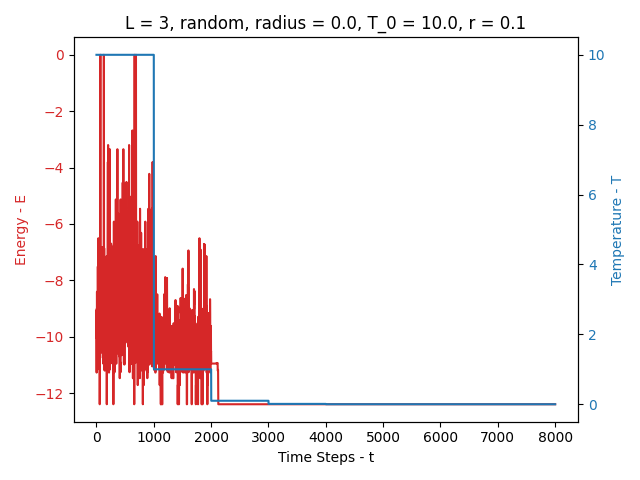 L = 3, random, radius = 0.0, T_0 = 10.0, r = 0.1
0
−2
−4
−6
−8
−10
−12
Energy - E
10
8
6
4
2
0
Temperature - T
0 1000 2000 3000 4000 5000 6000 7000 8000
Time Steps - t